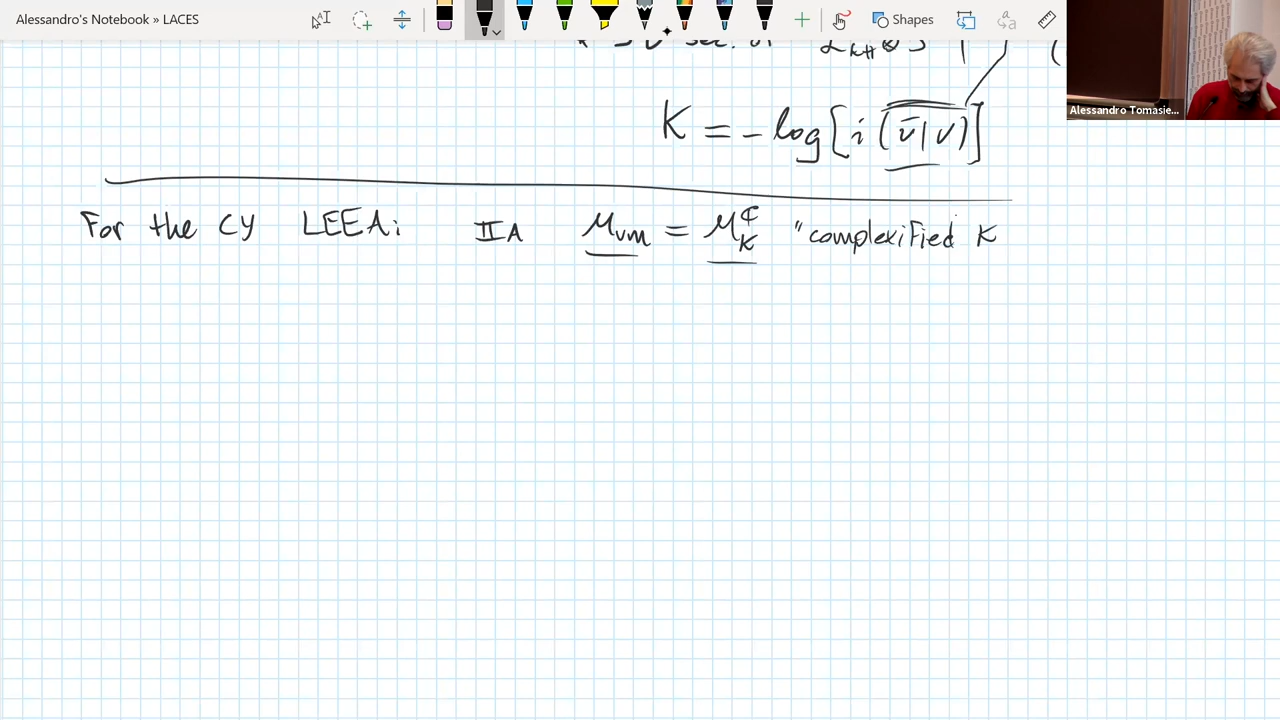 Alessandro's Notebook » LACES
Shapes
Alessandro Tomasie...
K = - log [ i ( v̄ | v ) ]
For the CY LEEA: IIA M_VM = M_K^ℂ "complexified K